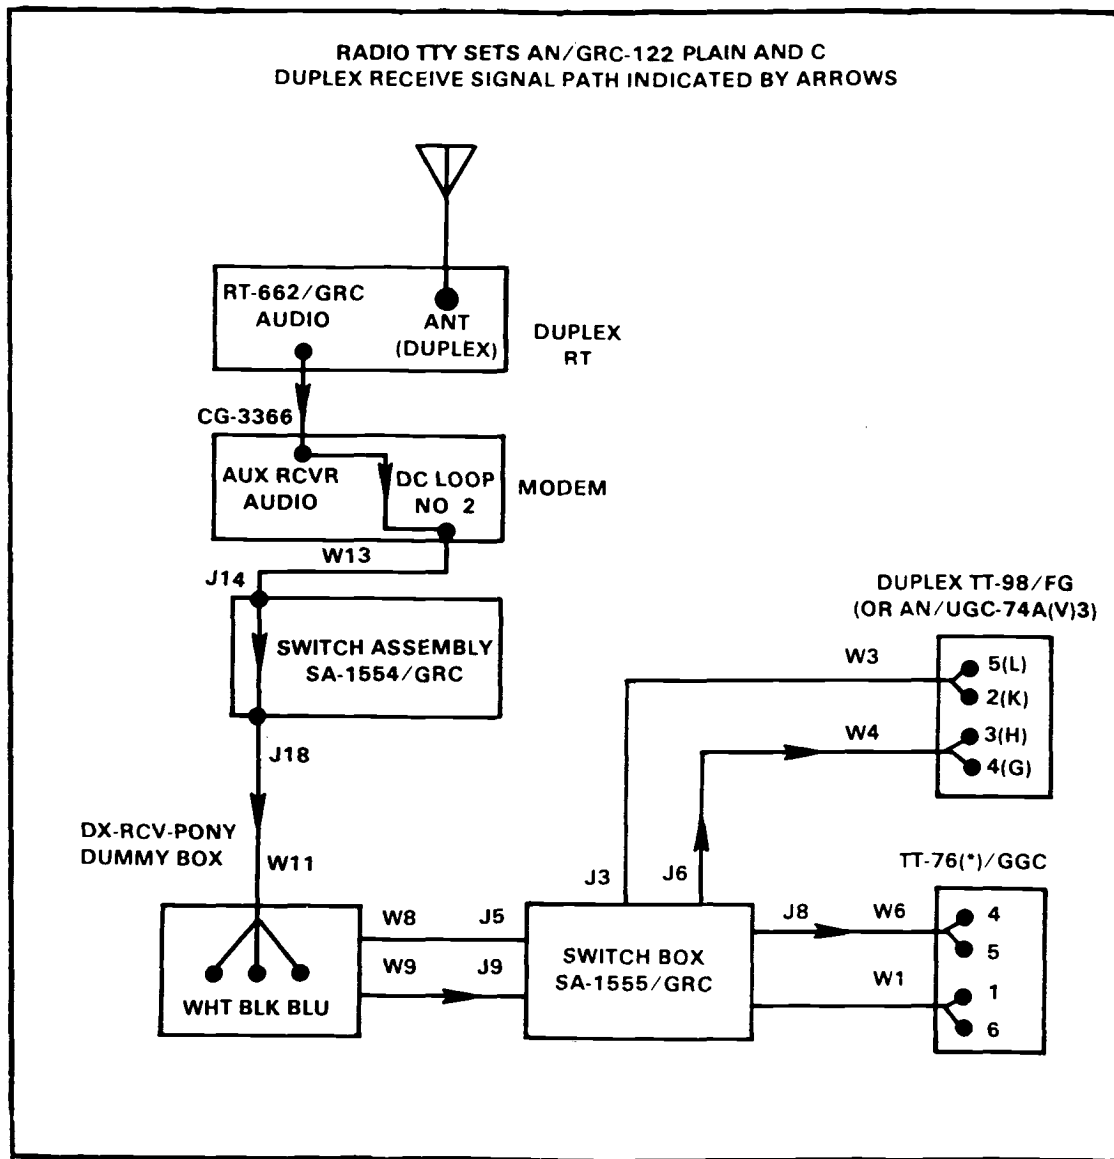 RADIO TTY SETS AN/GRC-122 PLAIN AND C
DUPLEX RECEIVE SIGNAL PATH INDICATED BY ARROWS
RT-662/GRC
AUDIO
ANT
(DUPLEX)
DUPLEX
RT
CG-3366
AUX RCVR
AUDIO
DC LOOP
NO 2
MODEM
W13
J14
SWITCH ASSEMBLY
SA-1554/GRC
J18
DX-RCV-PONY
DUMMY BOX
W11
WHT BLK BLU
W8
J5
W9
J9
SWITCH BOX
SA-1555/GRC
J3
J6
W3
W4
DUPLEX TT-98/FG
(OR AN/UGC-74A(V)3)
5(L)
2(K)
3(H)
4(G)
TT-76(*)/GGC
J8
W6
W1
4
5
1
6